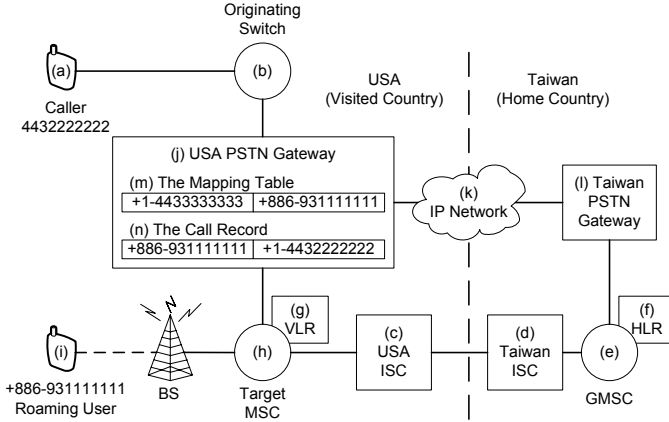 Originating
Switch
(a)
(b)
Caller
4432222222
USA
(Visited Country)
Taiwan
(Home Country)
(j) USA PSTN Gateway
(m) The Mapping Table
+1-4433333333 +886-931111111
(n) The Call Record
+886-931111111 +1-4432222222
(k)
IP Network
(l) Taiwan
PSTN
Gateway
(g)
VLR
(f)
HLR
(i)
(h)
(c)
USA
ISC
(d)
Taiwan
ISC
(e)
+886-931111111
Roaming User
BS
Target
MSC
GMSC